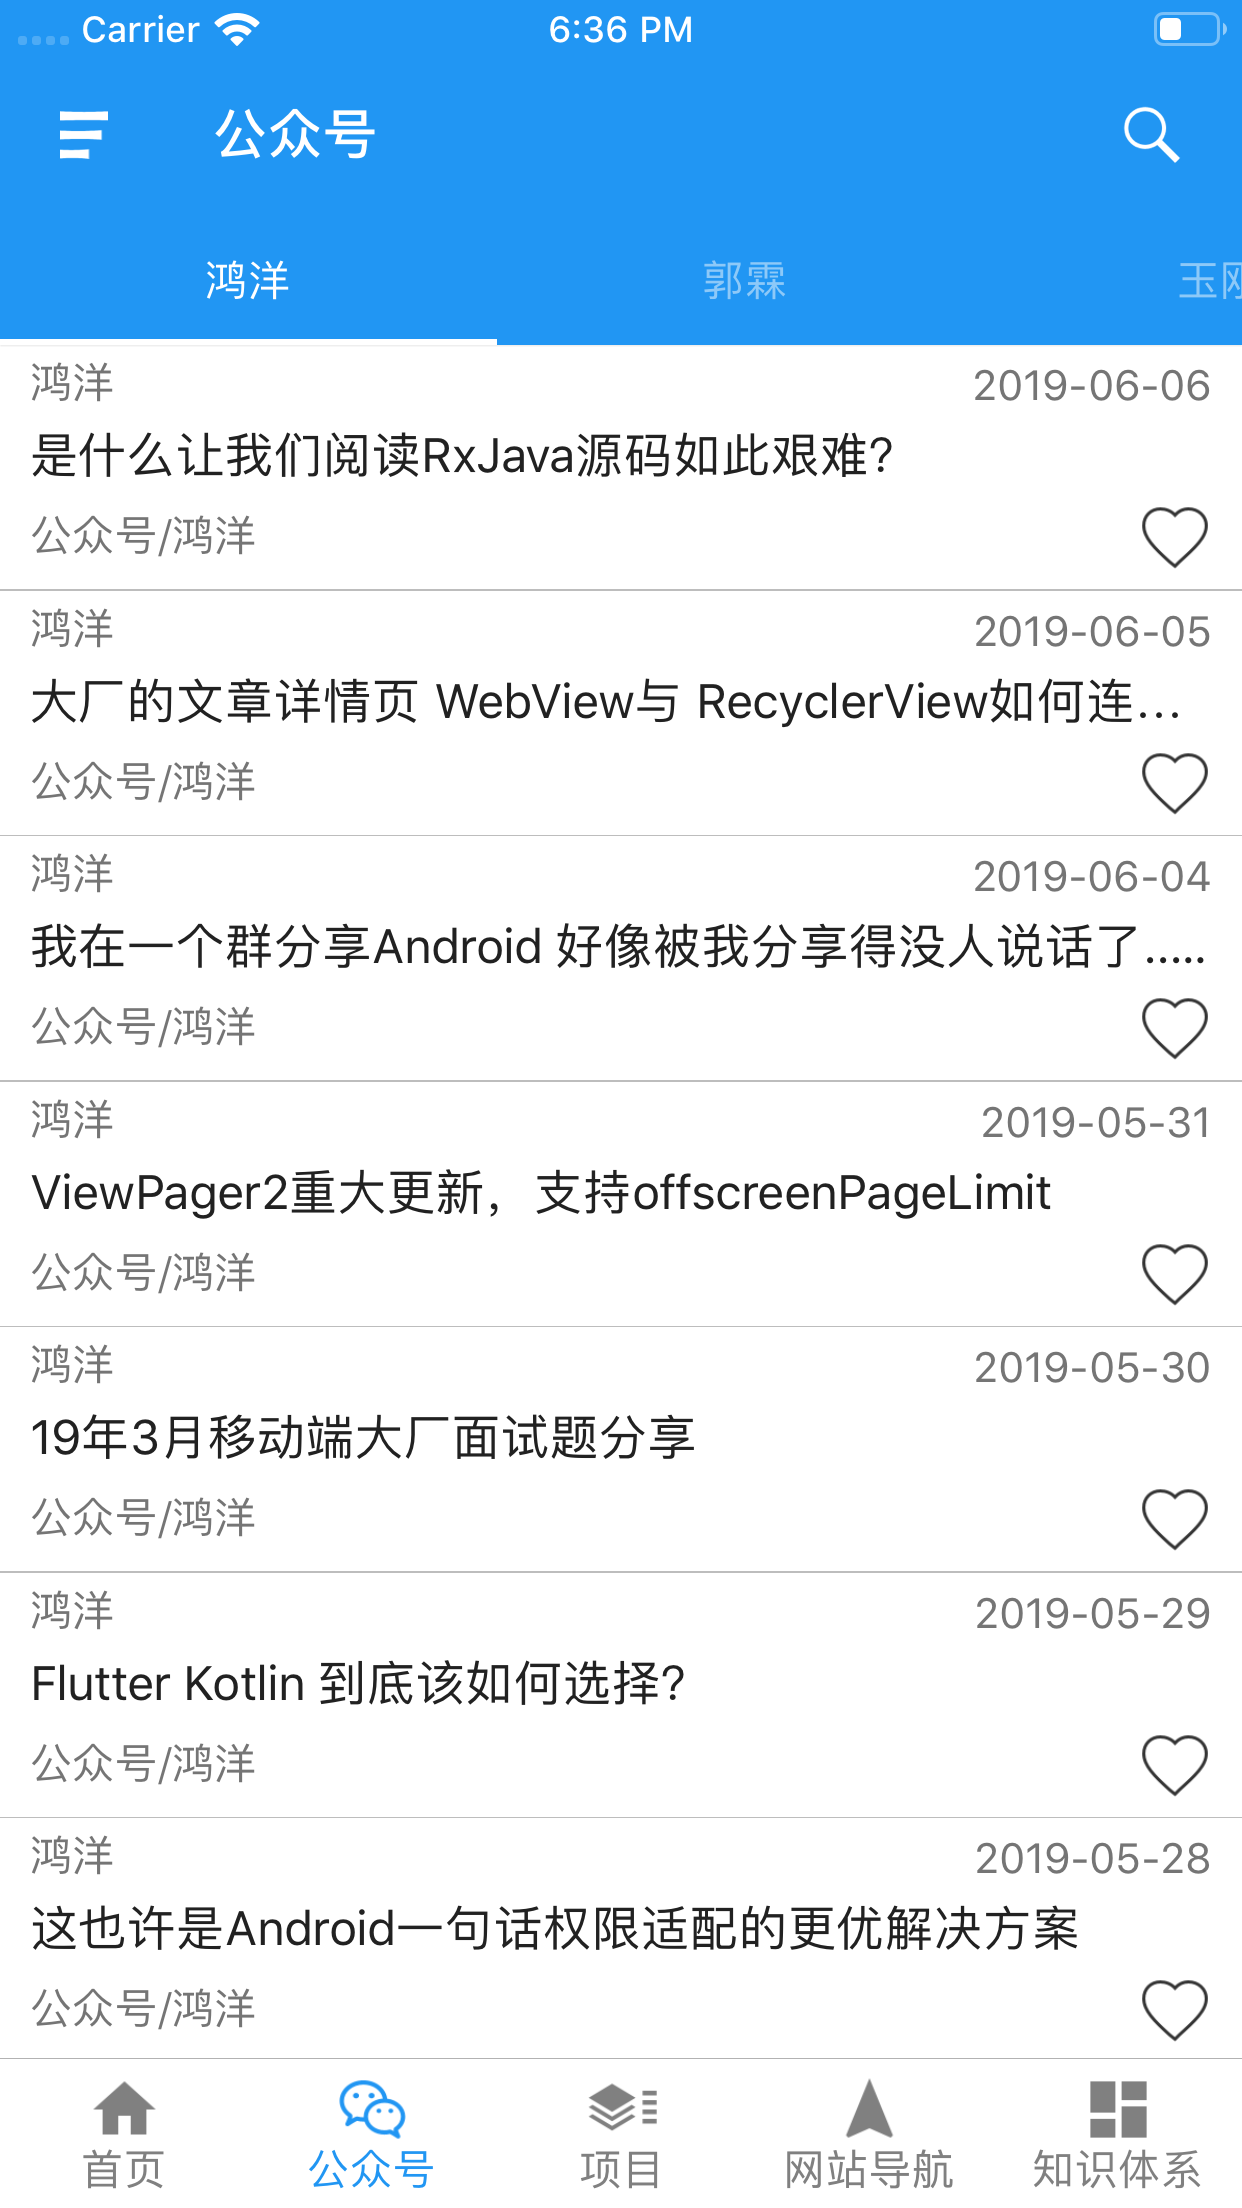 Carrier 6:36 PM
公众号
鸿洋 郭霖 玉刚
鸿洋 2019-06-06
是什么让我们阅读RxJava源码如此艰难?
公众号/鸿洋
鸿洋 2019-06-05
大厂的文章详情页 WebView与 RecyclerView如何连...
公众号/鸿洋
鸿洋 2019-06-04
我在一个群分享Android 好像被我分享得没人说话了.....
公众号/鸿洋
鸿洋 2019-05-31
ViewPager2重大更新，支持offscreenPageLimit
公众号/鸿洋
鸿洋 2019-05-30
19年3月移动端大厂面试题分享
公众号/鸿洋
鸿洋 2019-05-29
Flutter Kotlin 到底该如何选择?
公众号/鸿洋
鸿洋 2019-05-28
这也许是Android一句话权限适配的更优解决方案
公众号/鸿洋
首页 公众号 项目 网站导航 知识体系